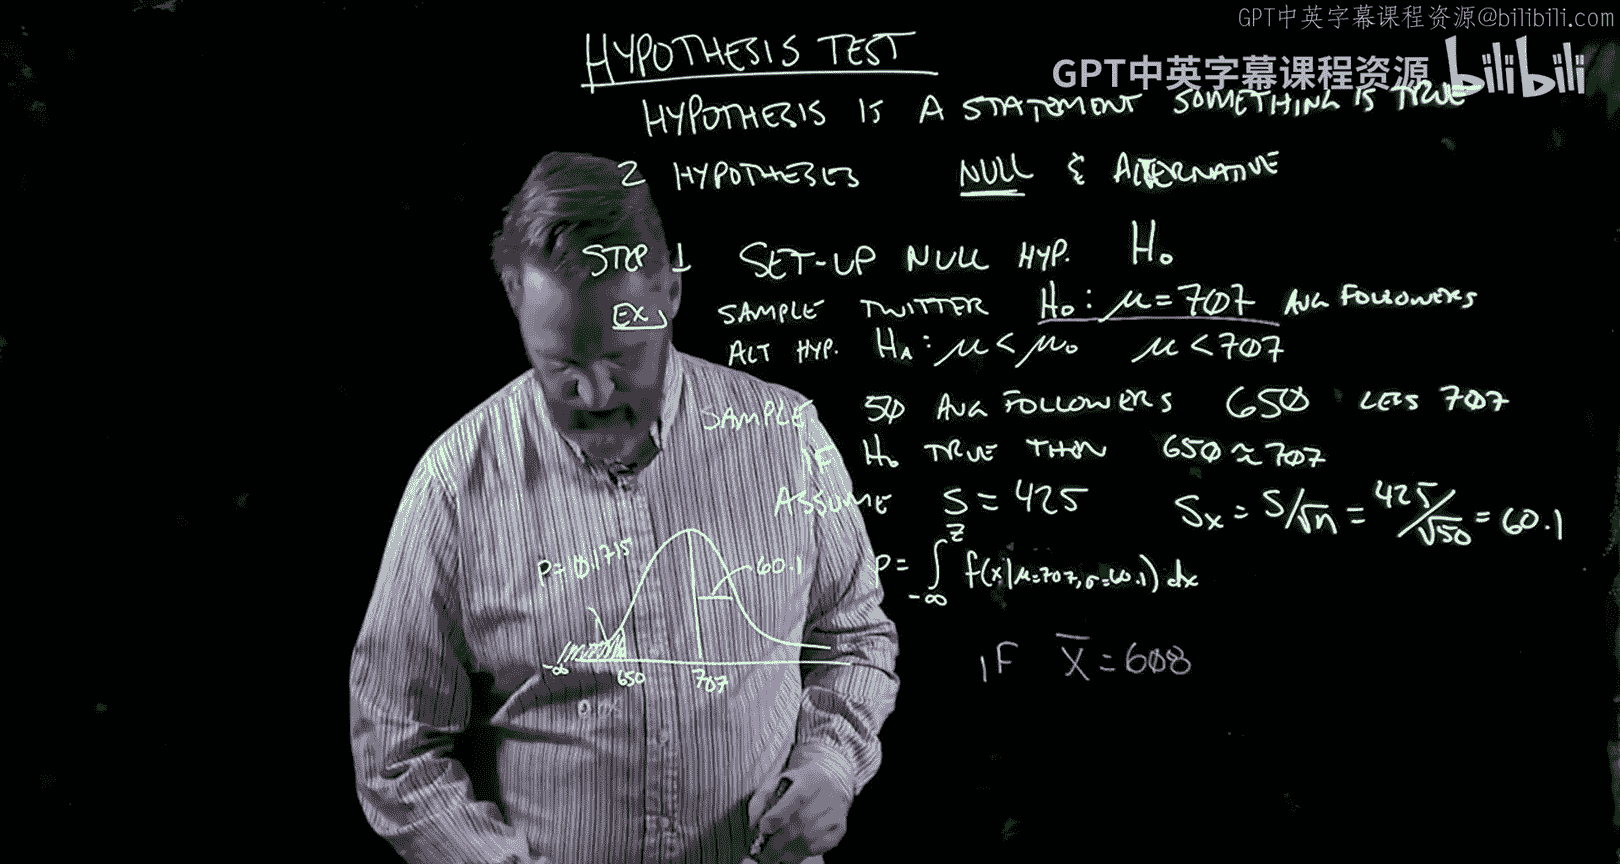 GPT中英字幕课程资源@bilibili.com
GPT中英字幕课程资源 bilibili
HYPOTHESIS TEST
HYPOTHESIS IS A STATEMENT SOMETHING IS TRUE
2 HYPOTHESES NULL & ALTERNATIVE
STEP 1 SET-UP NULL HYP. H₀
EX, SAMPLE TWITTER H₀: μ = 707 AVG FOLLOWERS
ALT HYP. Hₐ: μ < μ₀ μ < 707
SAMPLE 50 AVG FOLLOWERS 650 LESS 707
IF H₀ TRUE THEN 650 ≈ 707
ASSUME S = 425 Sx = S/√n = 425/√50 = 60.1
P = ∫ -∞ z f(x|μ=707, σ=60.1) dx
P = 0.1715
60.1
-∞ 650 707
IF X̄ = 608